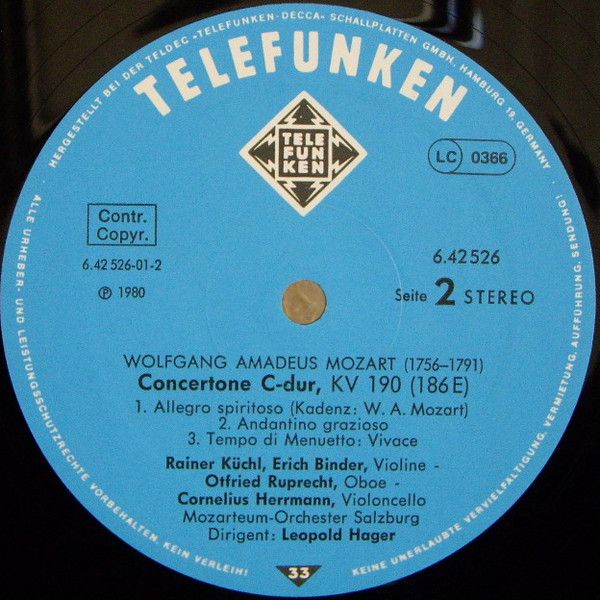 HERGESTELLT BEI DER TELDEC »TELEFUNKEN-DECCA« SCHALLPLATTEN GMBH, HAMBURG 19, GERMANY ·
TELEFUNKEN
TELE
FUN
KEN
LC 0366
Contr.
Copyr.
6.42 526-01-2
℗ 1980
6.42526
Seite 2 STEREO
WOLFGANG AMADEUS MOZART (1756–1791)
Concertone C-dur, KV 190 (186E)
1. Allegro spiritoso (Kadenz: W. A. Mozart)
2. Andantino grazioso
3. Tempo di Menuetto: Vivace
Rainer Küchl, Erich Binder, Violine -
Otfried Ruprecht, Oboe -
Cornelius Herrmann, Violoncello
Mozarteum-Orchester Salzburg
Dirigent: Leopold Hager
33
ALLE URHEBER- UND LEISTUNGSSCHUTZRECHTE VORBEHALTEN. KEIN VERLEIH!
KEINE UNERLAUBTE VERVIELFÄLTIGUNG, VERMIETUNG, AUFFÜHRUNG, SENDUNG!